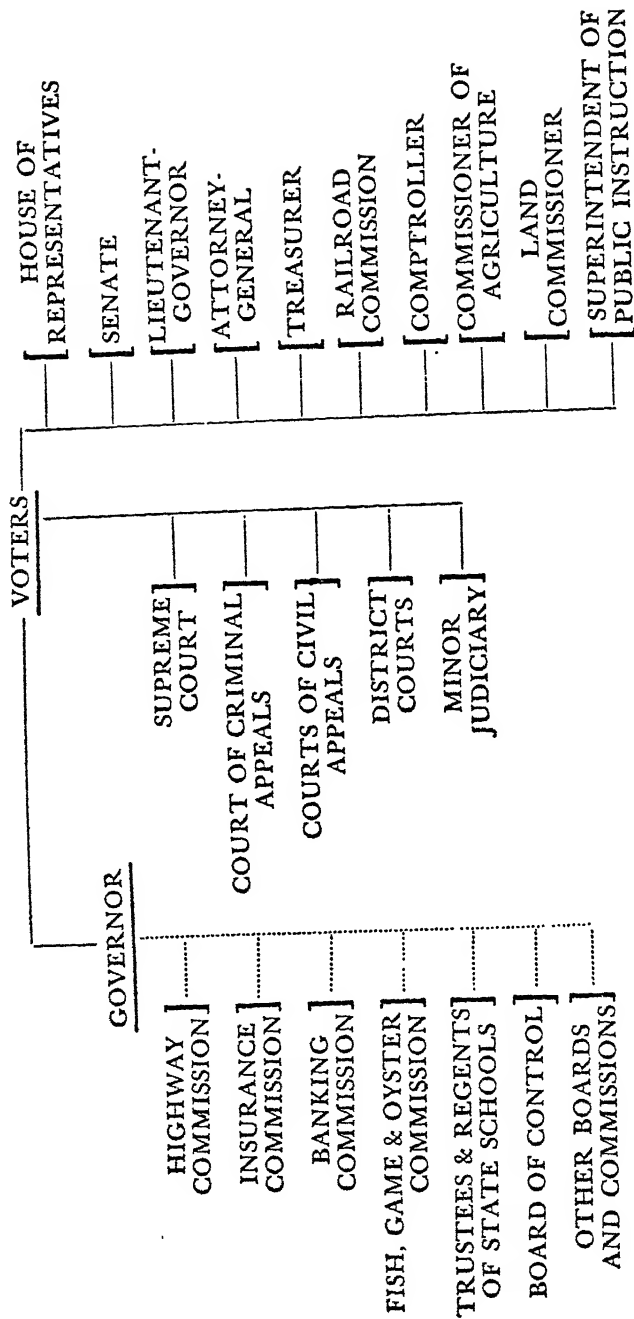 VOTERS
GOVERNOR
HIGHWAY
COMMISSION
INSURANCE
COMMISSION
BANKING
COMMISSION
FISH, GAME & OYSTER
COMMISSION
TRUSTEES & REGENTS
OF STATE SCHOOLS
BOARD OF CONTROL
OTHER BOARDS
AND COMMISSIONS
SUPREME
COURT
COURT OF CRIMINAL
APPEALS
COURTS OF CIVIL
APPEALS
DISTRICT
COURTS
MINOR
JUDICIARY
HOUSE OF
REPRESENTATIVES
SENATE
LIEUTENANT-
GOVERNOR
ATTORNEY-
GENERAL
TREASURER
RAILROAD
COMMISSION
COMPTROLLER
COMMISSIONER OF
AGRICULTURE
LAND
COMMISSIONER
SUPERINTENDENT OF
PUBLIC INSTRUCTION